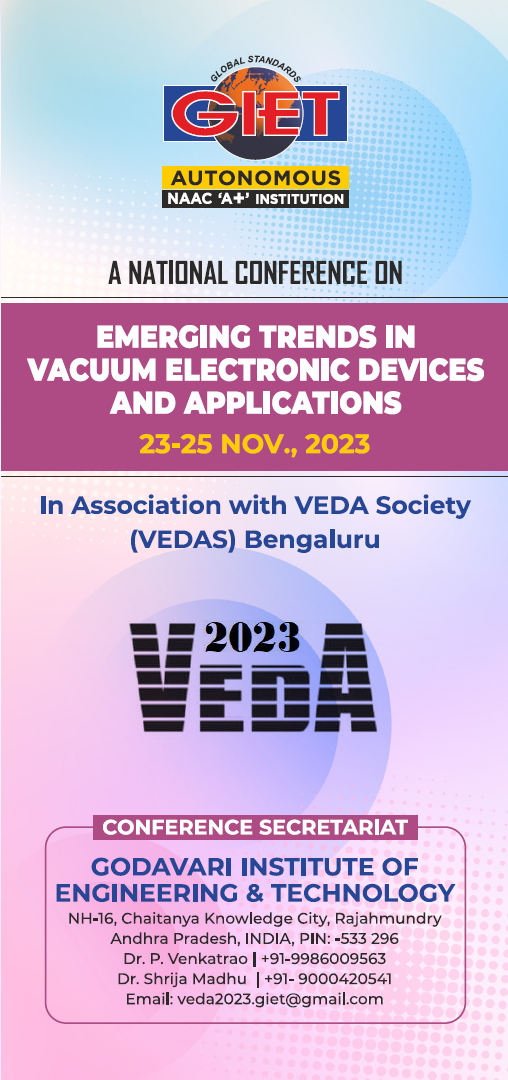 GLOBAL STANDARDS
GIET
AUTONOMOUS
NAAC ‘A+’ INSTITUTION
A NATIONAL CONFERENCE ON
EMERGING TRENDS IN
VACUUM ELECTRONIC DEVICES
AND APPLICATIONS
23-25 NOV., 2023
In Association with VEDA Society
(VEDAS) Bengaluru
2023
VEDA
CONFERENCE SECRETARIAT
GODAVARI INSTITUTE OF
ENGINEERING & TECHNOLOGY
NH-16, Chaitanya Knowledge City, Rajahmundry
Andhra Pradesh, INDIA, PIN: -533 296
Dr. P. Venkatrao | +91-9986009563
Dr. Shrija Madhu | +91- 9000420541
Email: veda2023.giet@gmail.com